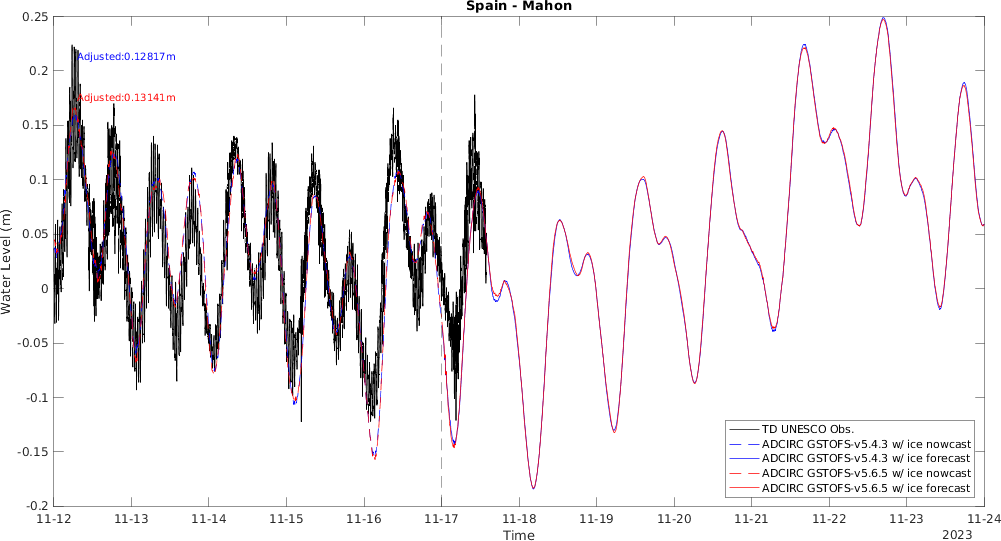 Spain - Mahon
0.25
0.2
0.15
0.1
0.05
0
-0.05
-0.1
-0.15
-0.2
Water Level (m)
Adjusted:0.12817m
Adjusted:0.13141m
TD UNESCO Obs.
ADCIRC GSTOFS-v5.4.3 w/ ice nowcast
ADCIRC GSTOFS-v5.4.3 w/ ice forecast
ADCIRC GSTOFS-v5.6.5 w/ ice nowcast
ADCIRC GSTOFS-v5.6.5 w/ ice forecast
11-12 11-13 11-14 11-15 11-16 11-17 11-18 11-19 11-20 11-21 11-22 11-23 11-24
Time
2023